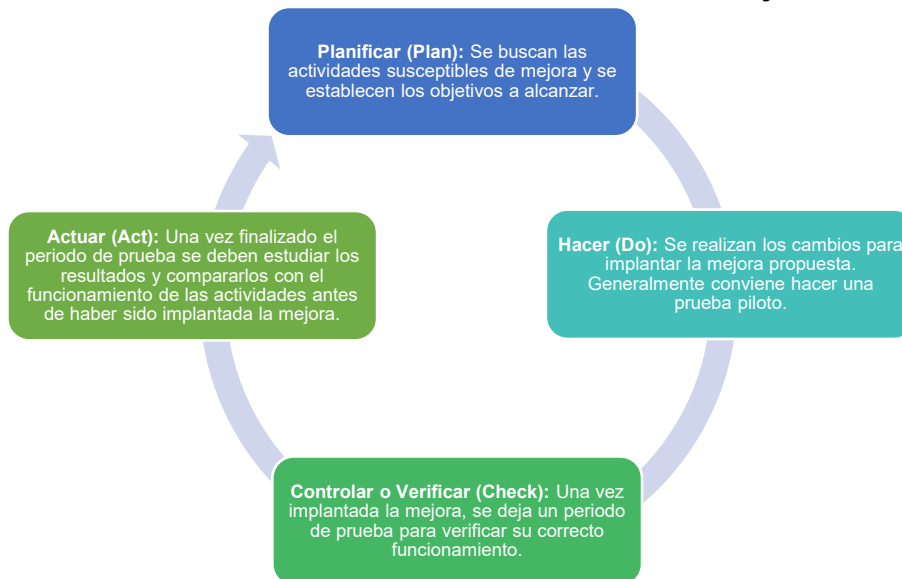 Planificar (Plan): Se buscan las
actividades susceptibles de mejora y se
establecen los objetivos a alcanzar.
Hacer (Do): Se realizan los cambios para
implantar la mejora propuesta.
Generalmente conviene hacer una
prueba piloto.
Controlar o Verificar (Check): Una vez
implantada la mejora, se deja un periodo
de prueba para verificar su correcto
funcionamiento.
Actuar (Act): Una vez finalizado el
periodo de prueba se deben estudiar los
resultados y compararlos con el
funcionamiento de las actividades antes
de haber sido implantada la mejora.